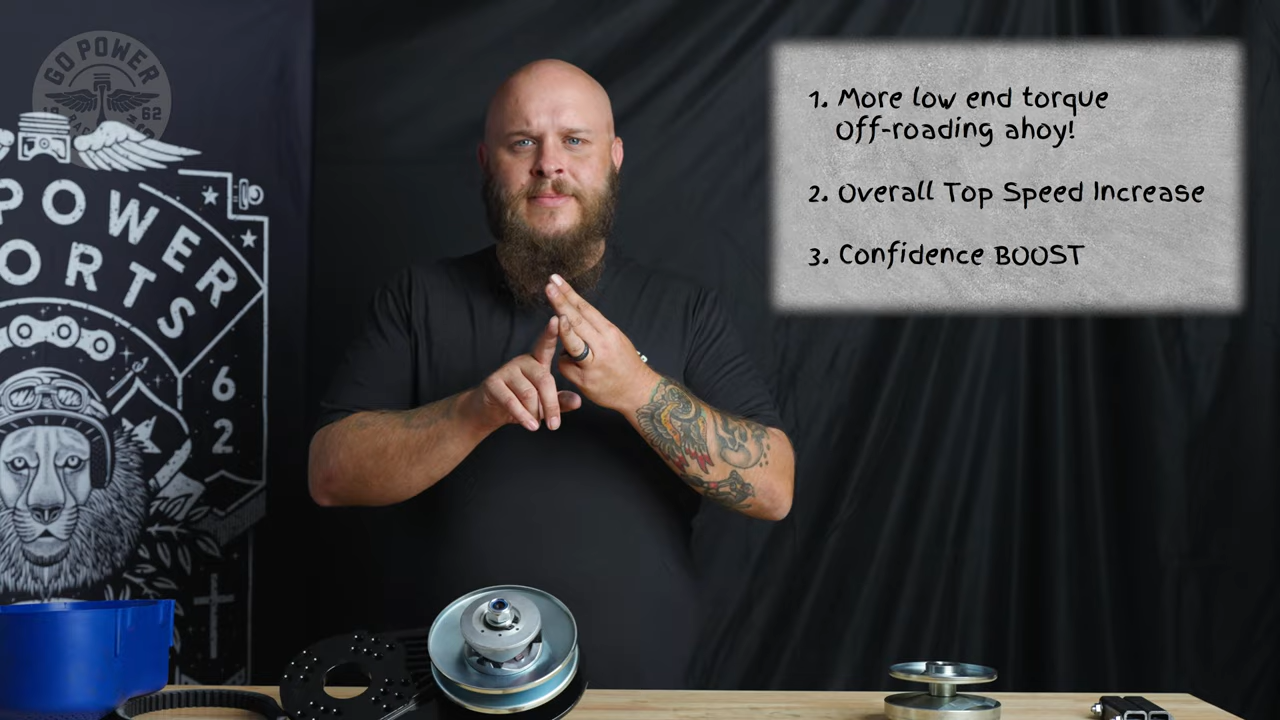 GO POWER
62
POWER
ORTS
62
1. More low end torque
Off-roading ahoy!
2. Overall Top Speed Increase
3. Confidence BOOST